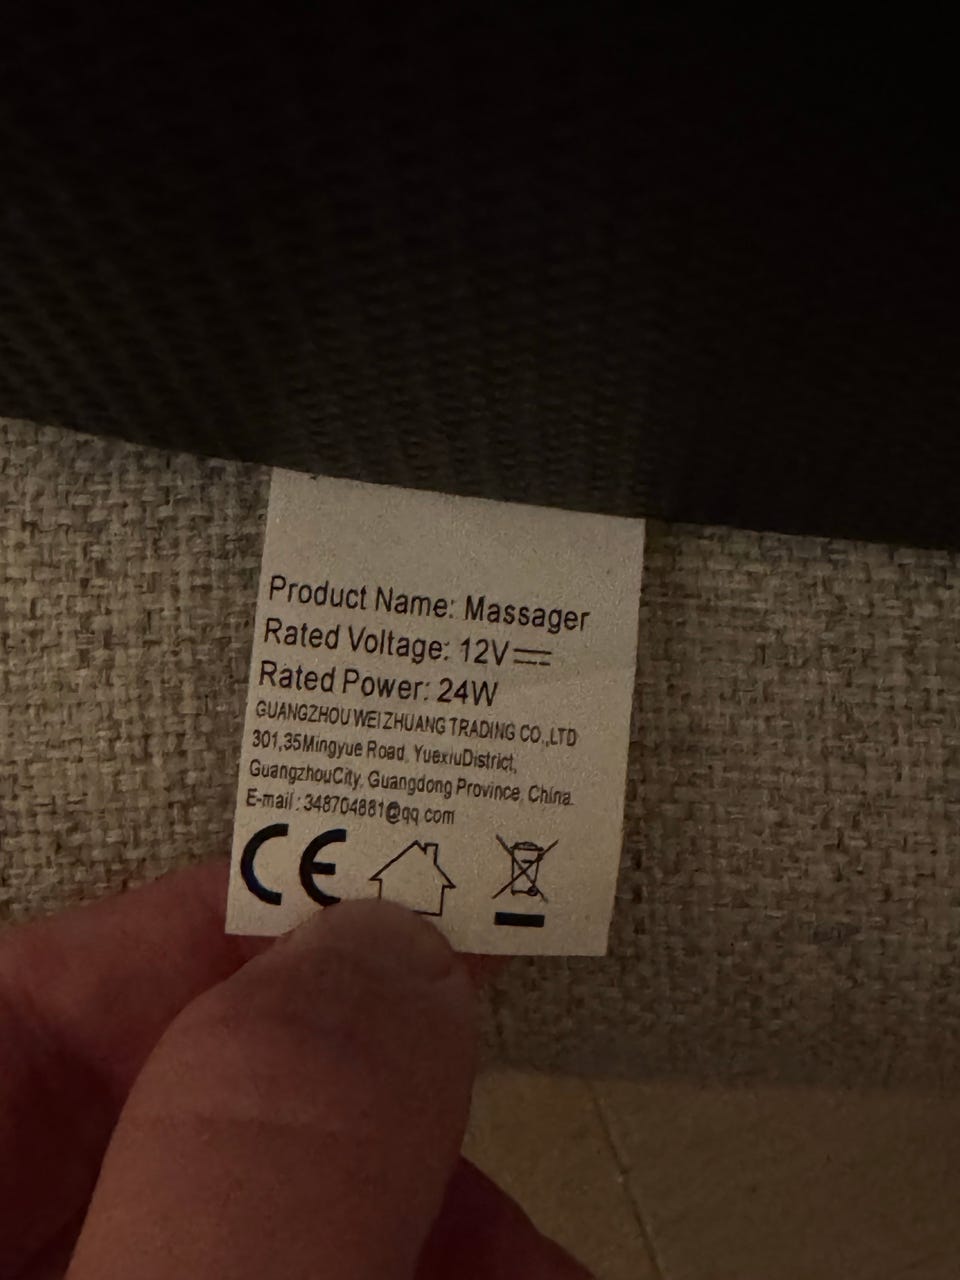 Product Name: Massager
Rated Voltage: 12V⎓
Rated Power: 24W
GUANGZHOU WEI ZHUANG TRADING CO.,LTD
301,35Mingyue Road, YuexiuDistrict,
GuangzhouCity, Guangdong Province, China.
E-mail : 348704881@qq.com
CE